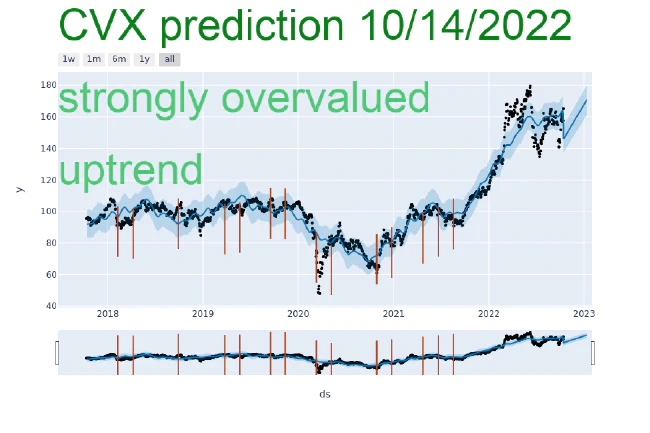 CVX prediction 10/14/2022
1w 1m 6m 1y all
strongly overvalued
uptrend
180
160
140
120
100
80
60
40
y
2018 2019 2020 2021 2022 2023
ds